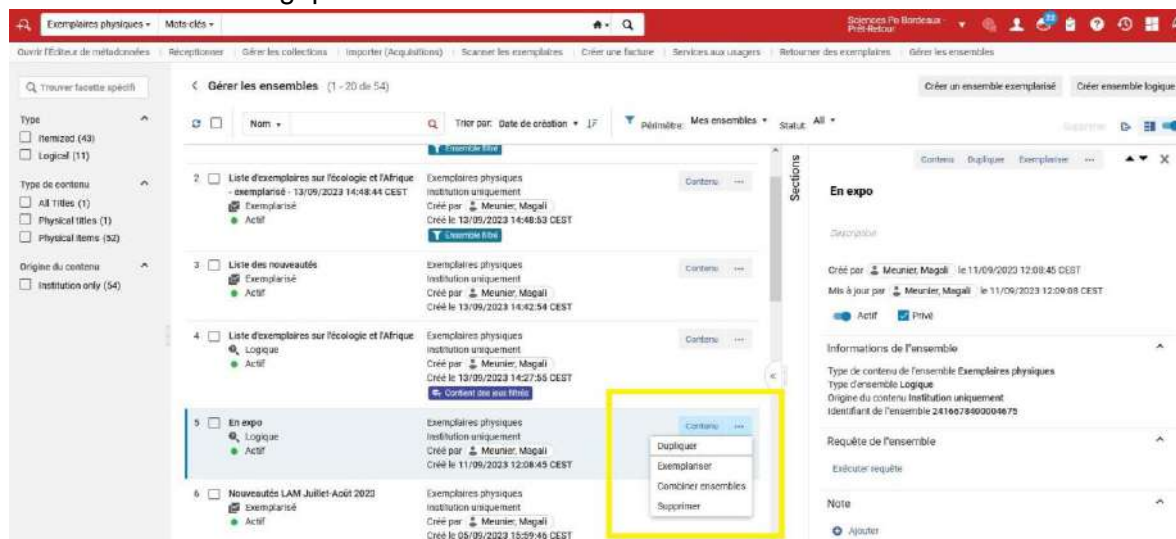 Exemplaires physiques Mots-clés
Sciences Po Bordeaux -
Prêt-Retour
Ouvrir l'Éditeur de métadonnées Réceptionner Gérer les collections Importer (Acquisitions) Scanner les exemplaires Créer une facture Services aux usagers Retourner des exemplaires Gérer les ensembles
Trouver facette spécifi
Type
Itemized (43)
Logical (11)
Type de contenu
All Titles (1)
Physical titles (1)
Physical items (52)
Origine du contenu
Institution only (54)
Gérer les ensembles (1 - 20 de 54)
Créer un ensemble exemplarisé Créer ensemble logique
Nom Trier par: Date de création Périmètre: Mes ensembles Statut: All
Supprimer
Ensemble filtré
2 Liste d'exemplaires sur l'écologie et l'Afrique Exemplaires physiques Contenu ...
- exemplarisé - 13/09/2023 14:48:44 CEST Institution uniquement
Exemplarisé Créé par Meunier, Magali
Actif Créé le 13/09/2023 14:48:53 CEST
Ensemble filtré
3 Liste des nouveautés Exemplaires physiques Contenu ...
Exemplarisé Institution uniquement
Actif Créé par Meunier, Magali
Créé le 13/09/2023 14:42:54 CEST
4 Liste d'exemplaires sur l'écologie et l'Afrique Exemplaires physiques Contenu ...
Logique Institution uniquement
Actif Créé par Meunier, Magali
Créé le 13/09/2023 14:27:55 CEST
Contient des jeux filtrés
5 En expo Exemplaires physiques Contenu ...
Logique Institution uniquement
Actif Créé par Meunier, Magali
Créé le 11/09/2023 12:08:45 CEST
Dupliquer
Exemplariser
Combiner ensembles
Supprimer
6 Nouveautés LAM Juillet-Août 2023 Exemplaires physiques
Exemplarisé Institution uniquement
Actif Créé par Meunier, Magali
Créé le 05/09/2023 15:59:46 CEST
Sections
Contenu Dupliquer Exemplariser ... X
En expo
Description
Créé par Meunier, Magali le 11/09/2023 12:08:45 CEST
Mis à jour par Meunier, Magali le 11/09/2023 12:09:08 CEST
Actif Privé
Informations de l'ensemble
Type de contenu de l'ensemble Exemplaires physiques
Type d'ensemble Logique
Origine du contenu Institution uniquement
Identifiant de l'ensemble 2416678400004675
Requête de l'ensemble
Exécuter requête
Note
Ajouter